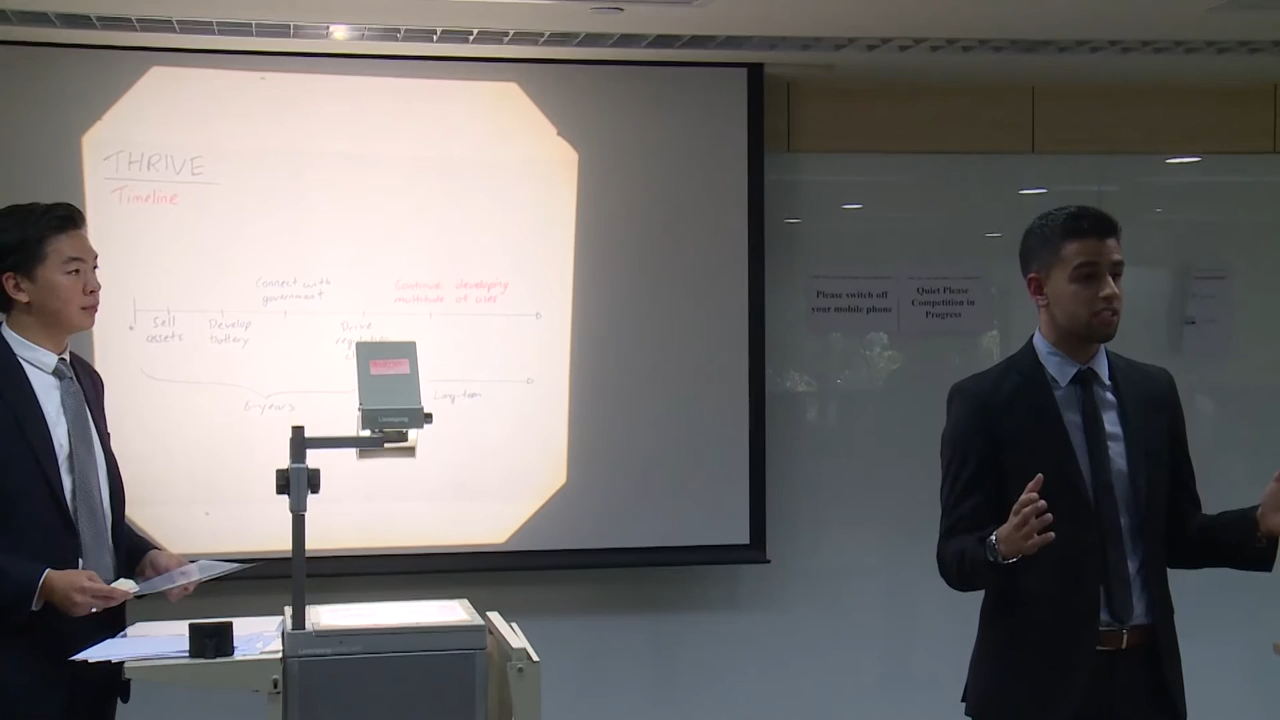 THRIVE
Timeline
Connect with
government
Continue developing
multitude of uses
Sell
assets
Develop
battery
Drive
6-years
Long-term
Please switch off
your mobile phone
Quiet Please
Competition in
Progress